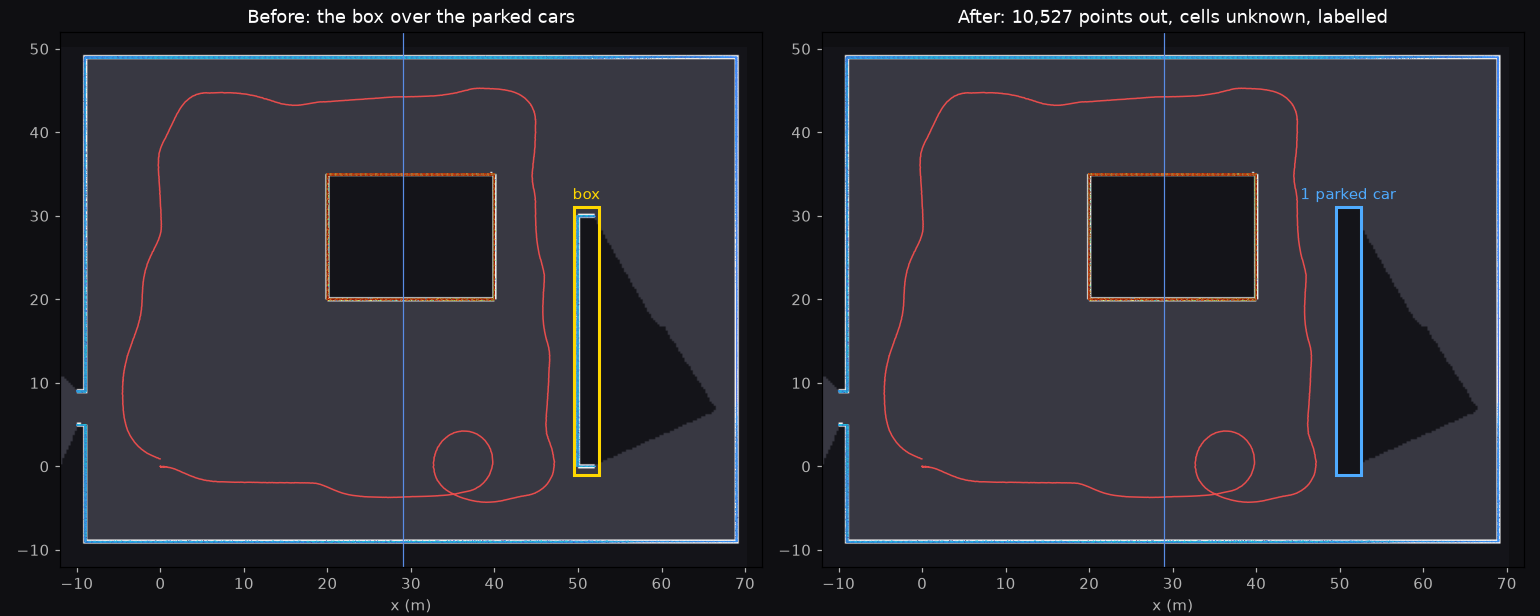 Before: the box over the parked cars
50
40
30
20
10
0
−10
box
−10 0 10 20 30 40 50 60 70
x (m)
After: 10,527 points out, cells unknown, labelled
50
40
30
20
10
0
−10
1 parked car
−10 0 10 20 30 40 50 60 70
x (m)